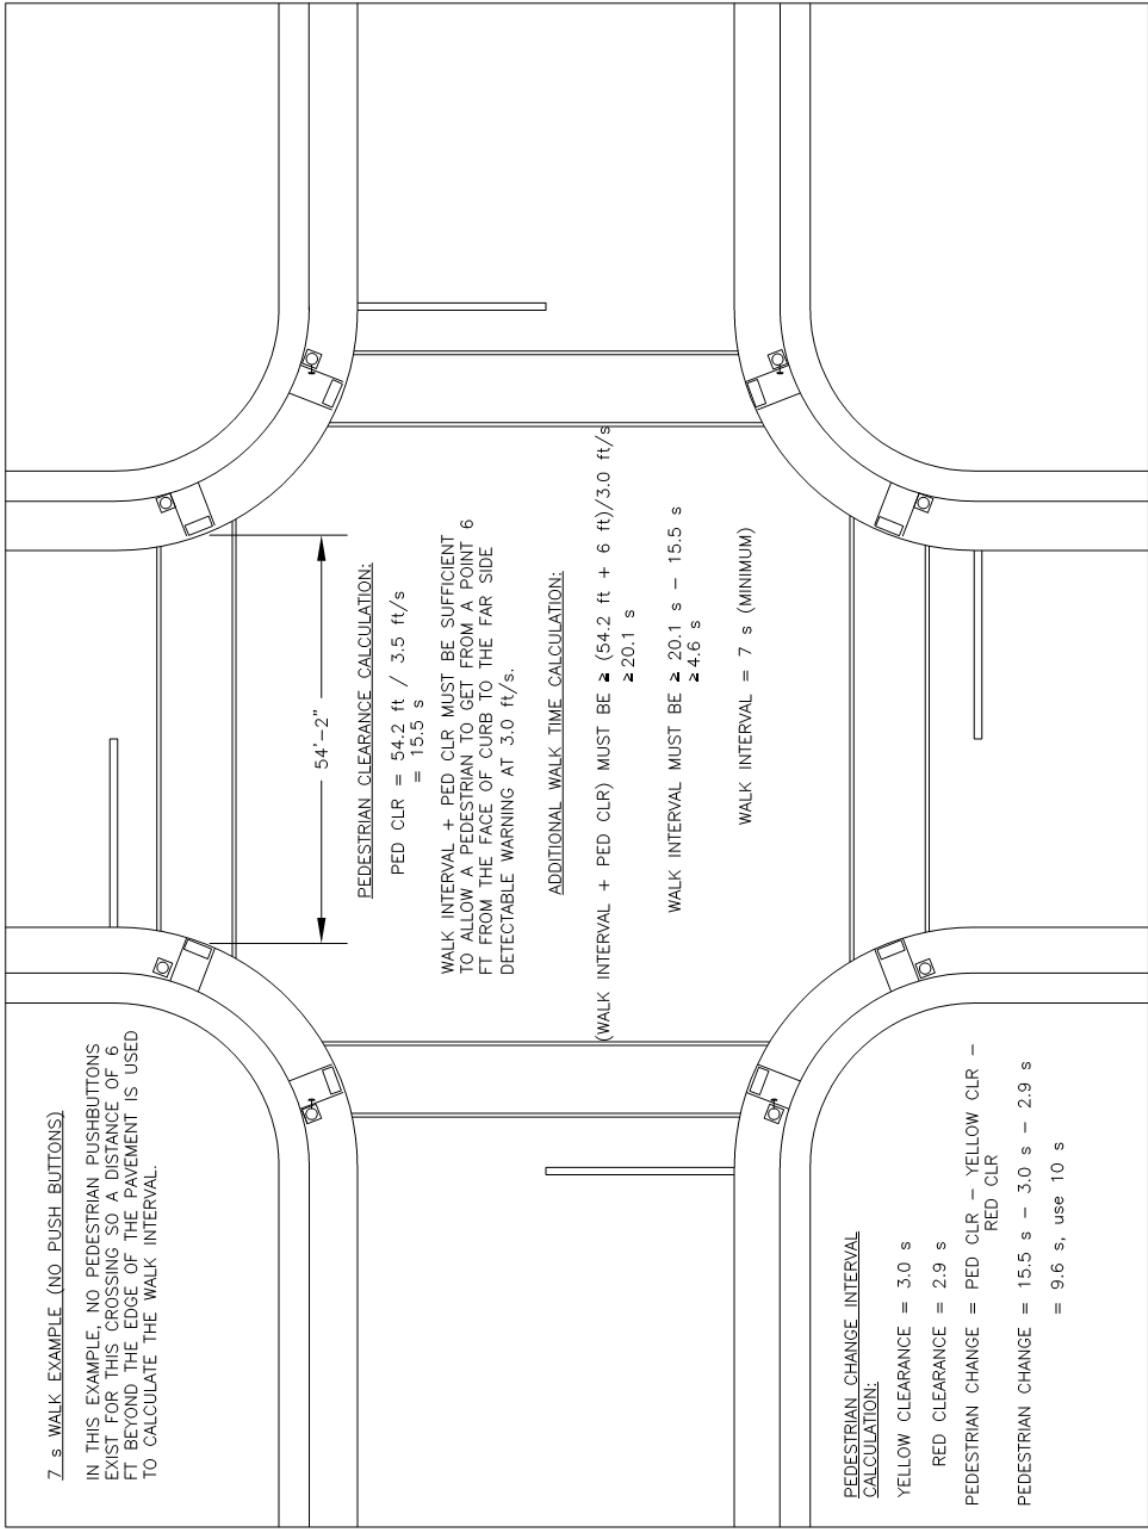 7 s WALK EXAMPLE (NO PUSH BUTTONS)
IN THIS EXAMPLE, NO PEDESTRIAN PUSHBUTTONS
EXIST FOR THIS CROSSING SO A DISTANCE OF 6
FT BEYOND THE EDGE OF THE PAVEMENT IS USED
TO CALCULATE THE WALK INTERVAL.
54'-2"
PEDESTRIAN CLEARANCE CALCULATION:
PED CLR = 54.2 ft / 3.5 ft/s
= 15.5 s
WALK INTERVAL + PED CLR MUST BE SUFFICIENT
TO ALLOW A PEDESTRIAN TO GET FROM A POINT 6
FT FROM THE FACE OF CURB TO THE FAR SIDE
DETECTABLE WARNING AT 3.0 ft/s.
ADDITIONAL WALK TIME CALCULATION:
(WALK INTERVAL + PED CLR) MUST BE ≥ (54.2 ft + 6 ft)/3.0 ft/s
≥20.1 s
WALK INTERVAL MUST BE ≥ 20.1 s – 15.5 s
≥4.6 s
WALK INTERVAL = 7 s (MINIMUM)
PEDESTRIAN CHANGE INTERVAL
CALCULATION:
YELLOW CLEARANCE = 3.0 s
RED CLEARANCE = 2.9 s
PEDESTRIAN CHANGE = PED CLR – YELLOW CLR –
RED CLR
PEDESTRIAN CHANGE = 15.5 s – 3.0 s – 2.9 s
= 9.6 s, use 10 s